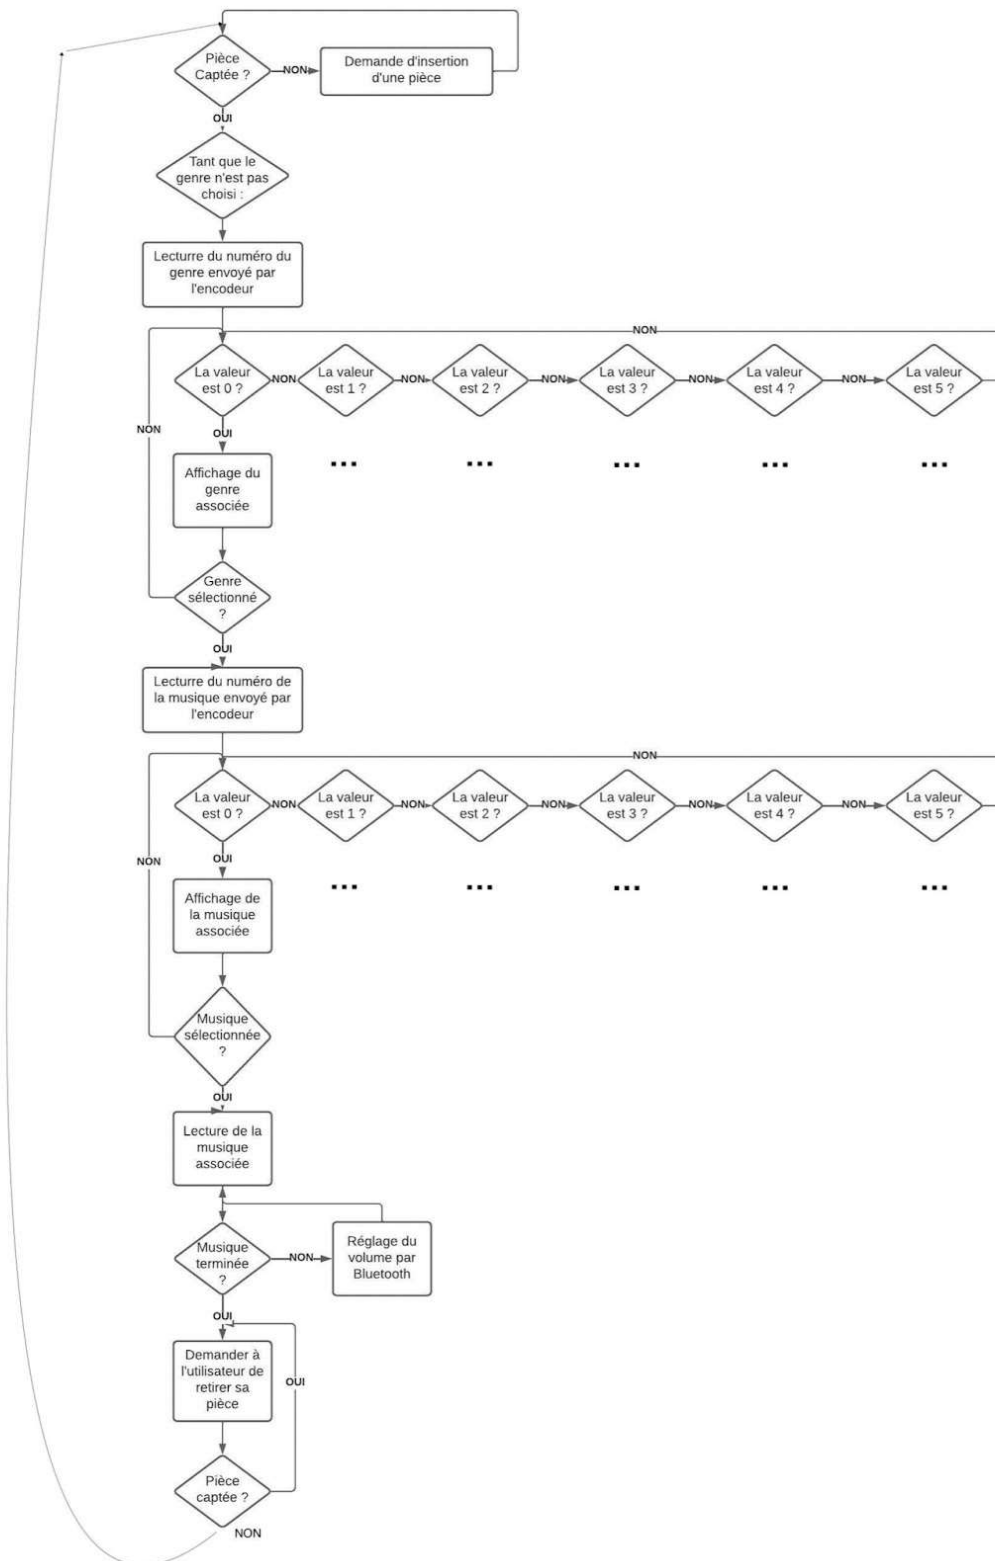 Pièce
Captée ?
NON
Demande d'insertion
d'une pièce
OUI
Tant que le
genre n'est pas
choisi :
Lecturre du numéro du
genre envoyé par
l'encodeur
NON
La valeur
est 0 ?
NON
La valeur
est 1 ?
NON
La valeur
est 2 ?
NON
La valeur
est 3 ?
NON
La valeur
est 4 ?
NON
La valeur
est 5 ?
NON
OUI
...
...
...
...
...
Affichage du
genre
associée
Genre
sélectionné
?
OUI
Lecturre du numéro de
la musique envoyé par
l'encodeur
NON
La valeur
est 0 ?
NON
La valeur
est 1 ?
NON
La valeur
est 2 ?
NON
La valeur
est 3 ?
NON
La valeur
est 4 ?
NON
La valeur
est 5 ?
NON
OUI
...
...
...
...
...
Affichage de
la musique
associée
Musique
sélectionnée
?
OUI
Lecture de la
musique
associée
Musique
terminée
?
NON
Réglage du
volume par
Bluetooth
OUI
Demander à
l'utilisateur de
retirer sa
pièce
OUI
Pièce
captée ?
NON